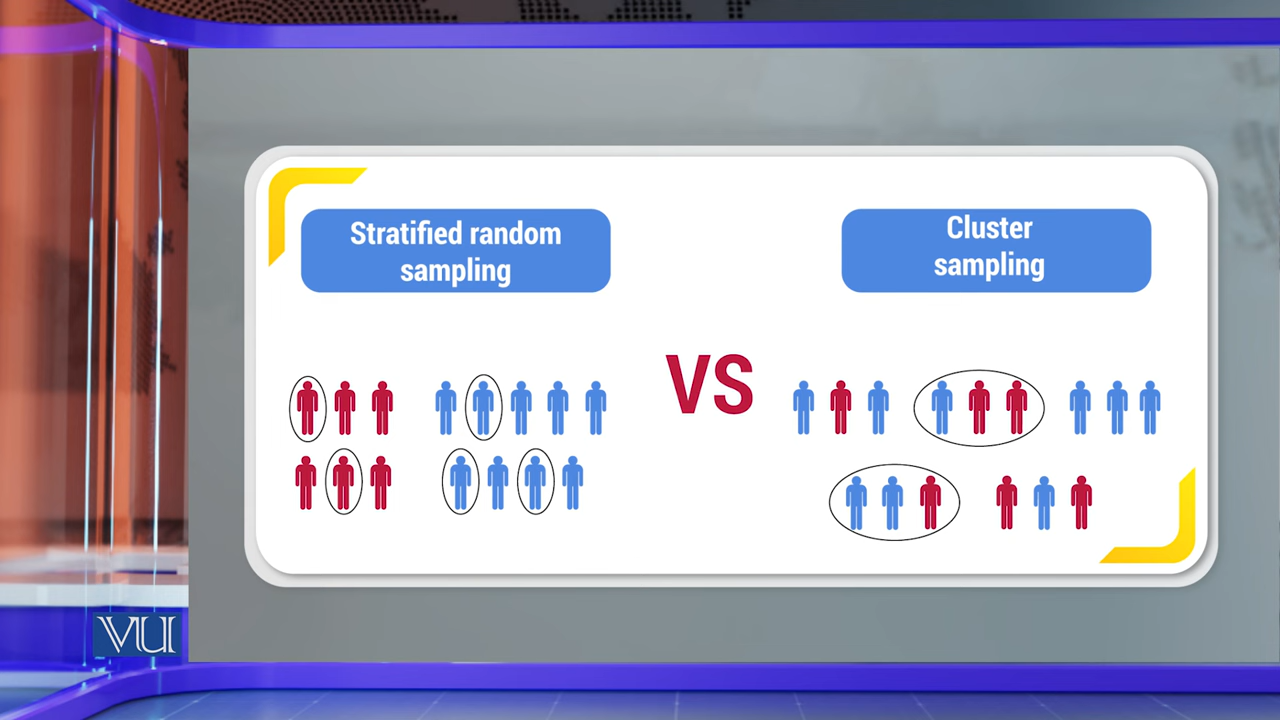 Stratified random
sampling
Cluster
sampling
VS
VU